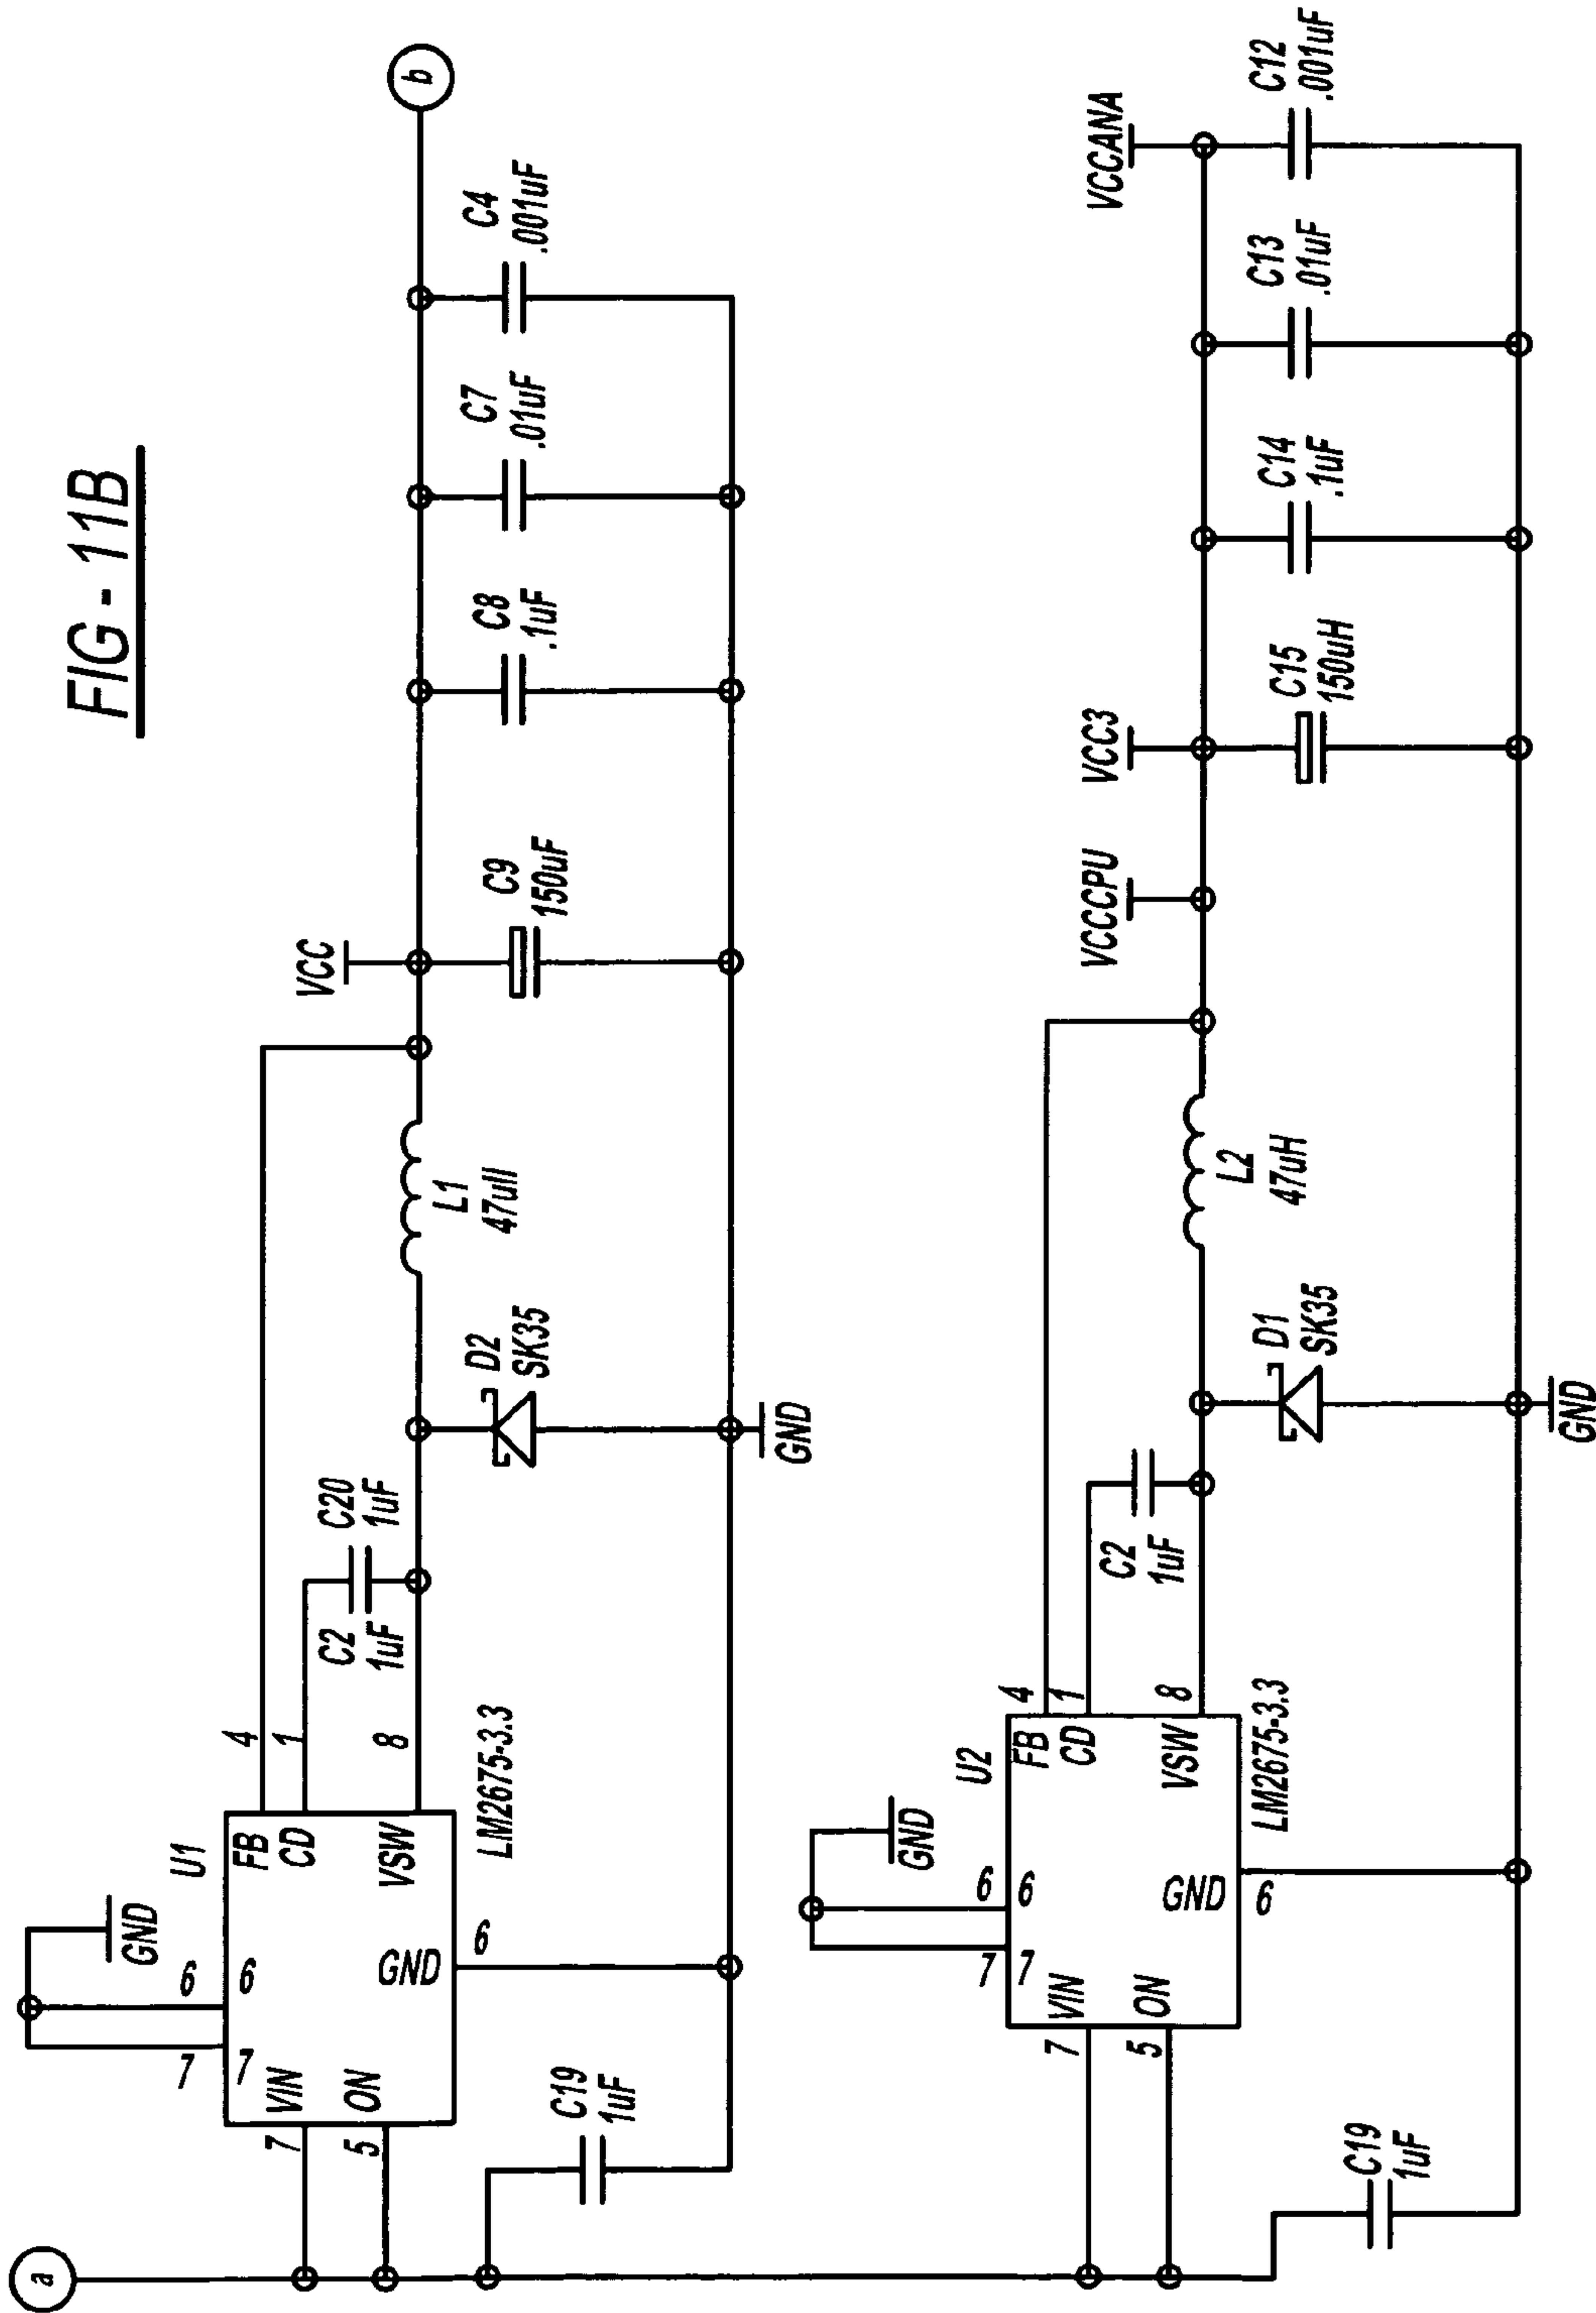 FIG - 11B
a
b
GND
7
6
7
6
U1
VIN
7
ON
5
GND
6
FB
4
CD
1
VSW
8
LM2675-3.3
C19
1uF
C2
1uF
C20
1uF
D2
SK35
GND
L1
47uII
VCC
C9
150uF
C8
.1uF
C7
.01uF
C4
.001uF
GND
7
6
7
6
U2
VIN
7
ON
5
GND
6
FB
4
CD
1
VSW
8
LM2675-3.3
C19
1uF
C2
1uF
D1
SK35
GND
L2
47uH
VCCCPU
VCC3
C15
150uH
C14
.1uF
C13
.01uF
VCCANA
C12
.001uF